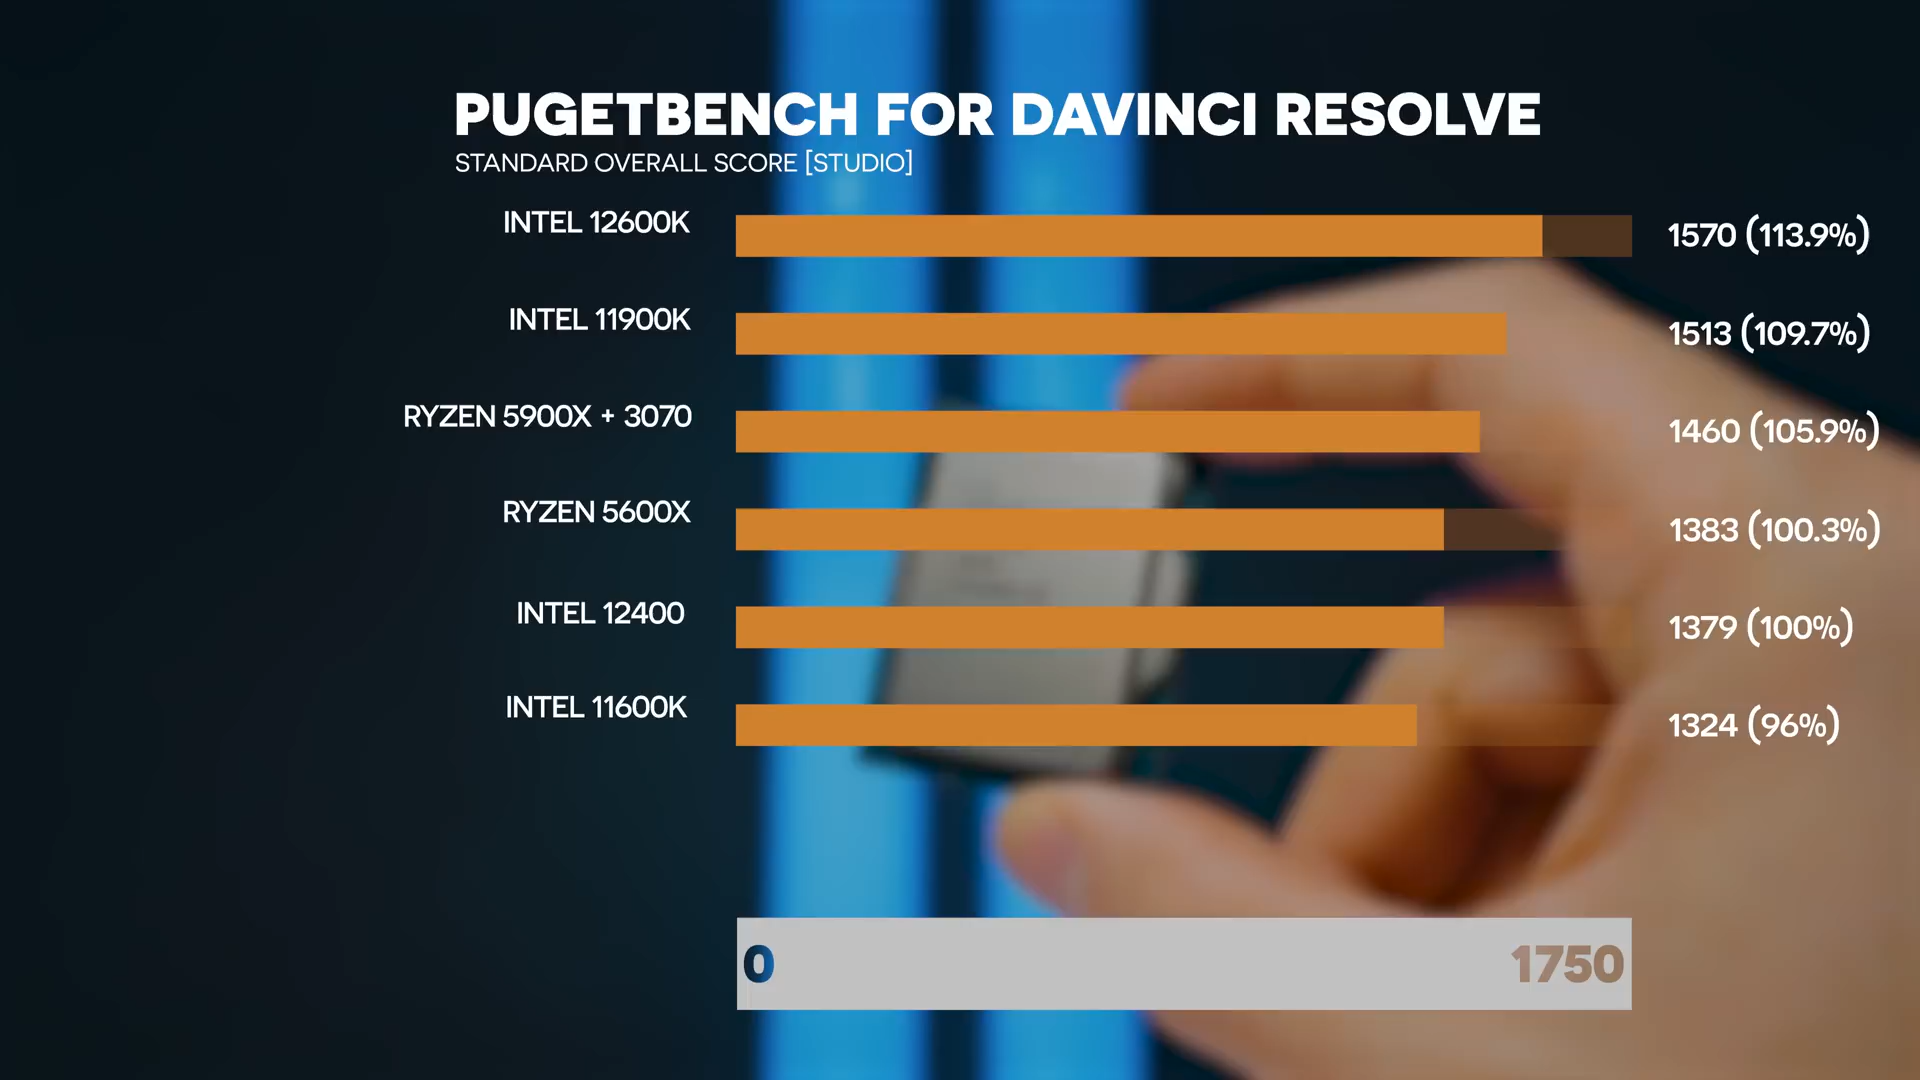 PUGETBENCH FOR DAVINCI RESOLVE
STANDARD OVERALL SCORE [STUDIO]
INTEL 12600K 1570 (113.9%)
INTEL 11900K 1513 (109.7%)
RYZEN 5900X + 3070 1460 (105.9%)
RYZEN 5600X 1383 (100.3%)
INTEL 12400 1379 (100%)
INTEL 11600K 1324 (96%)
0 1750